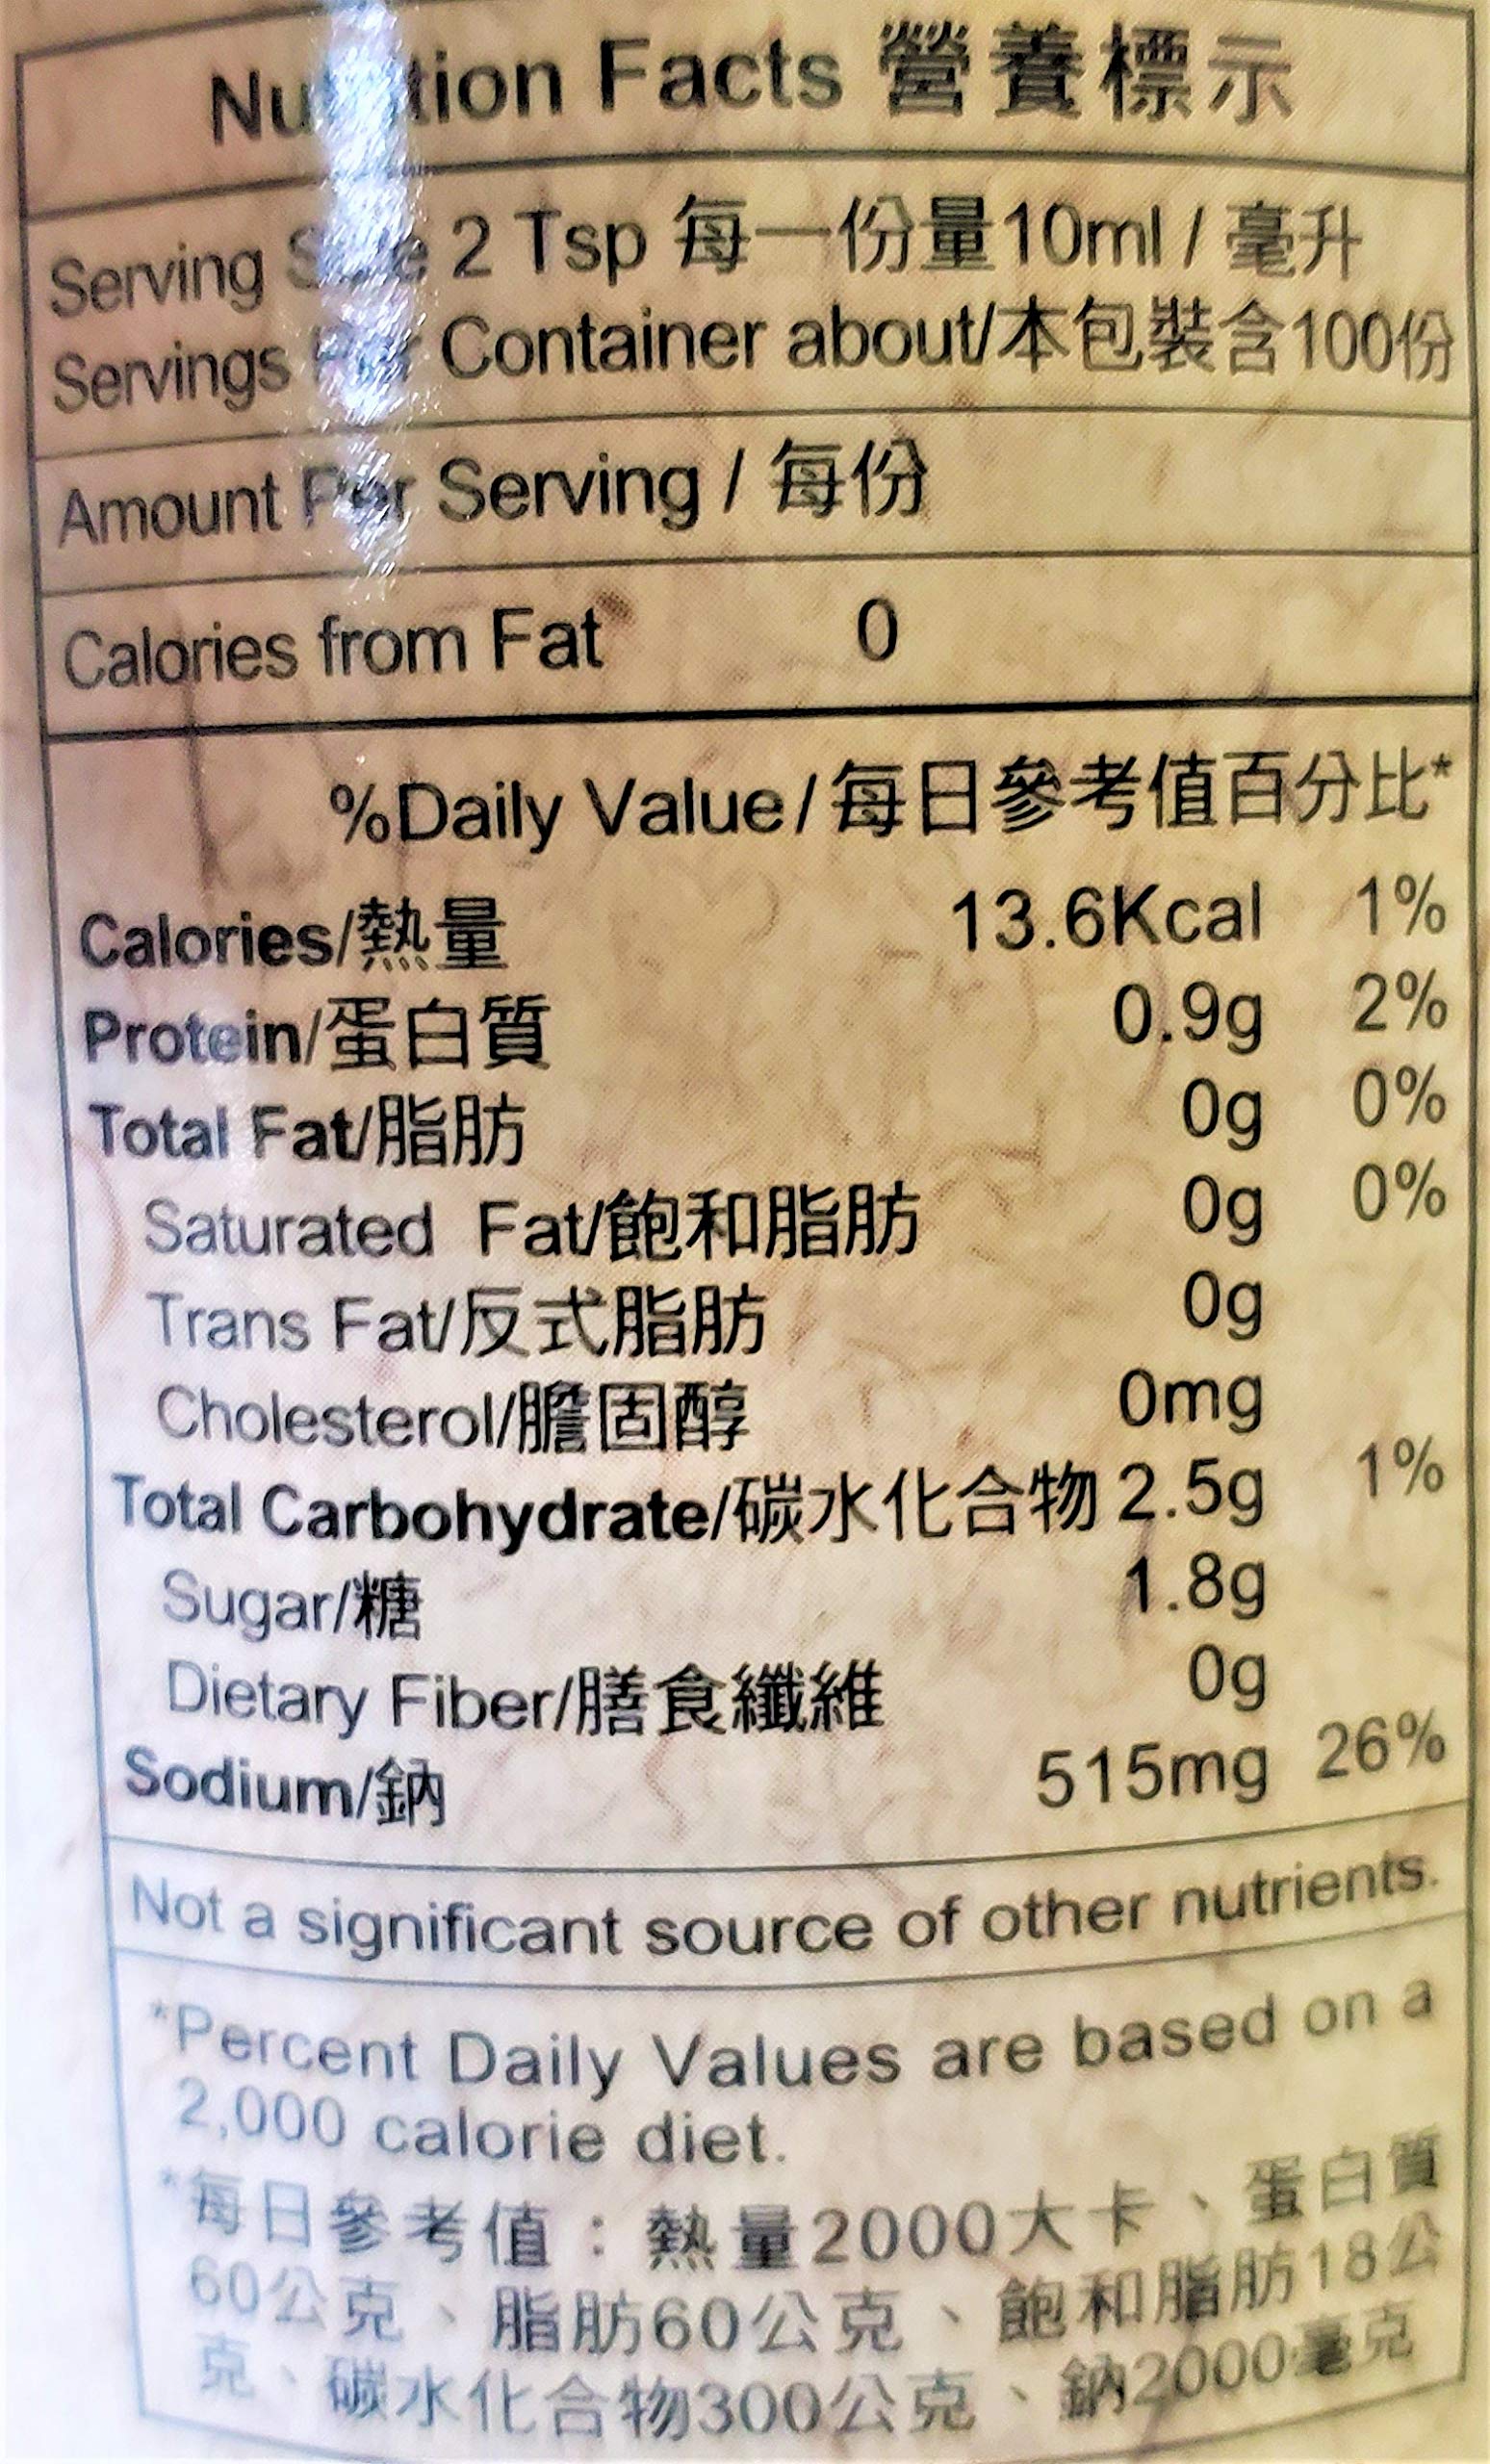 Nutrition Facts 營養標示
Serving Size 2 Tsp 每一份量10ml / 毫升
Servings Per Container about/本包裝含100份
Amount Per Serving / 每份
Calories from Fat 0
%Daily Value/每日參考值百分比*
Calories/熱量 13.6Kcal 1%
Protein/蛋白質 0.9g 2%
Total Fat/脂肪 0g 0%
Saturated Fat/飽和脂肪 0g 0%
Trans Fat/反式脂肪 0g
Cholesterol/膽固醇 0mg
Total Carbohydrate/碳水化合物 2.5g 1%
Sugar/糖 1.8g
Dietary Fiber/膳食纖維 0g
Sodium/鈉 515mg 26%
Not a significant source of other nutrients.
*Percent Daily Values are based on a
2,000 calorie diet.
*每日參考值：熱量2000大卡、蛋白質
60公克、脂肪60公克、飽和脂肪18公
克、碳水化合物300公克、鈉2000毫克